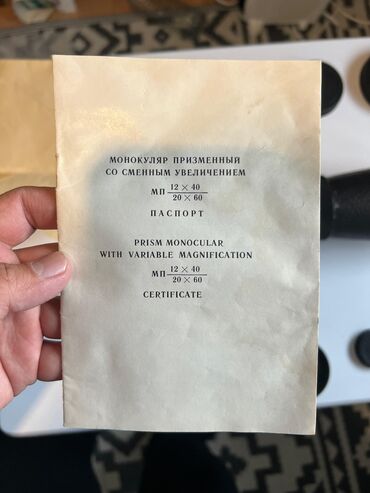 МОНОКУЛЯР ПРИЗМЕННЫЙ
СО СМЕННЫМ УВЕЛИЧЕНИЕМ
МП 12 × 40
20 × 60
ПАСПОРТ
PRISM MONOCULAR
WITH VARIABLE MAGNIFICATION
МП 12 × 40
20 × 60
CERTIFICATE